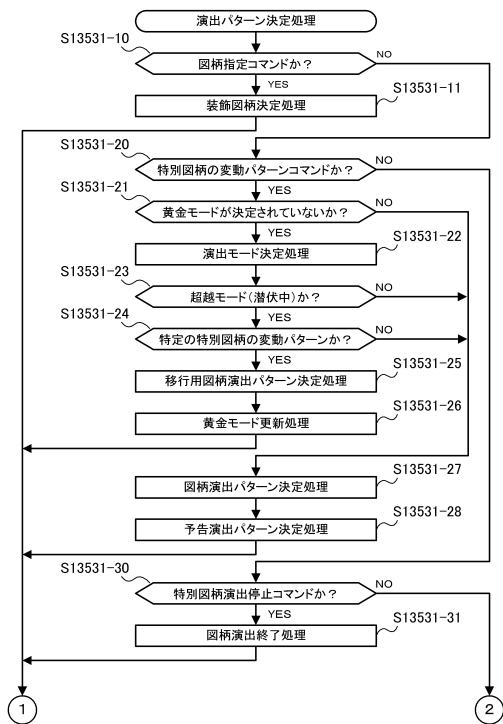 演出パターン決定処理
S13531-10
図柄指定コマンドか？
NO
YES
S13531-11
装飾図柄決定処理
S13531-20
特別図柄の変動パターンコマンドか？
NO
YES
S13531-21
黄金モードが決定されていないか？
NO
YES
S13531-22
演出モード決定処理
S13531-23
超越モード（潜伏中）か？
NO
YES
S13531-24
特定の特別図柄の変動パターンか？
NO
YES
S13531-25
移行用図柄演出パターン決定処理
S13531-26
黄金モード更新処理
S13531-27
図柄演出パターン決定処理
S13531-28
予告演出パターン決定処理
S13531-30
特別図柄演出停止コマンドか？
NO
YES
S13531-31
図柄演出終了処理
1
2